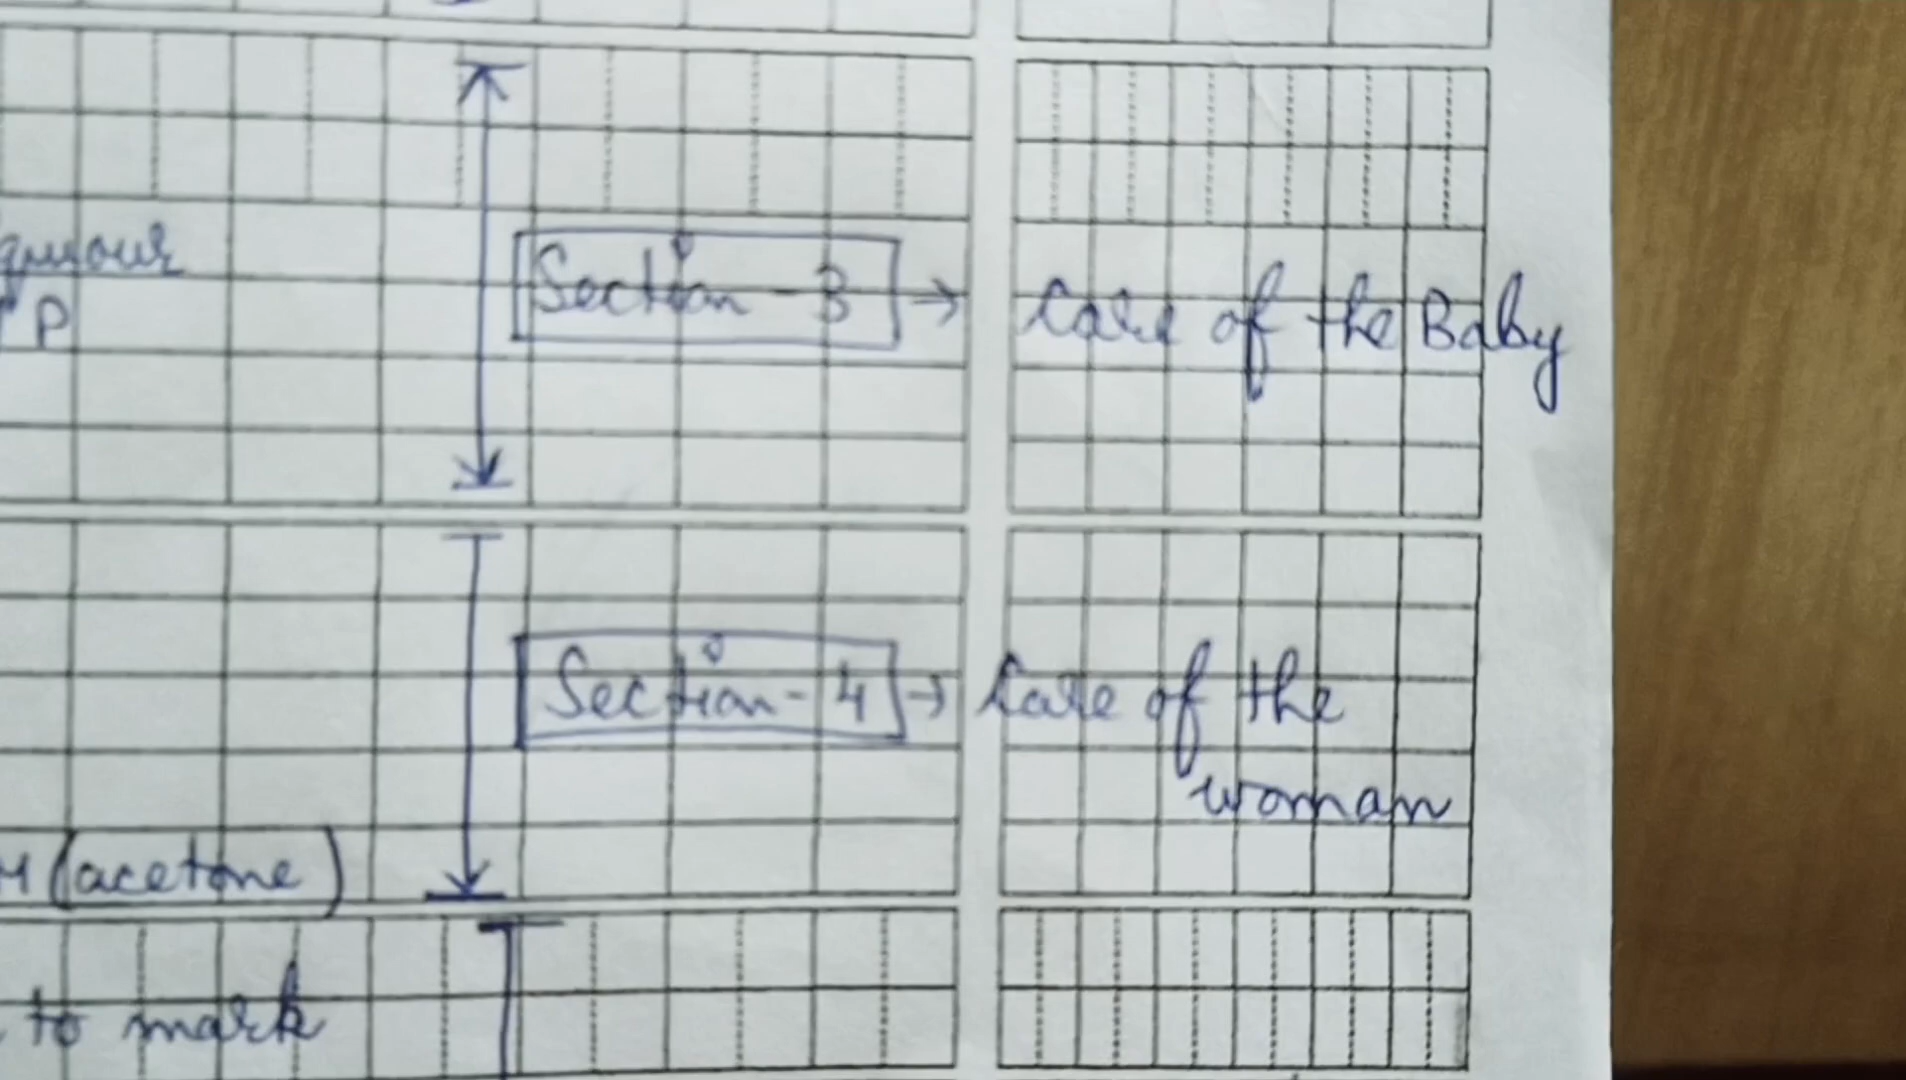 Section - 3 → Care of the Baby
P
Section - 4 → Care of the
woman
(acetone)
to mark